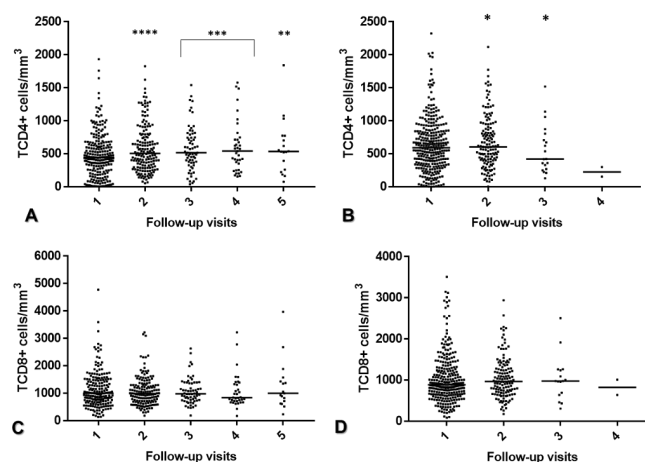 **** *** **
TCD4+ cells/mm3
2500
2000
1500
1000
500
0
1 2 3 4 5
Follow-up visits
A
* *
TCD4+ cells/mm3
2500
2000
1500
1000
500
0
1 2 3 4
Follow-up visits
B
TCD8+ cells/mm3
8000
6000
5000
4000
3000
2000
1000
0
1 2 3 4 5
Follow-up visits
C
TCD8+ cells/mm3
4000
3000
2000
1000
0
1 2 3 4
Follow-up visits
D